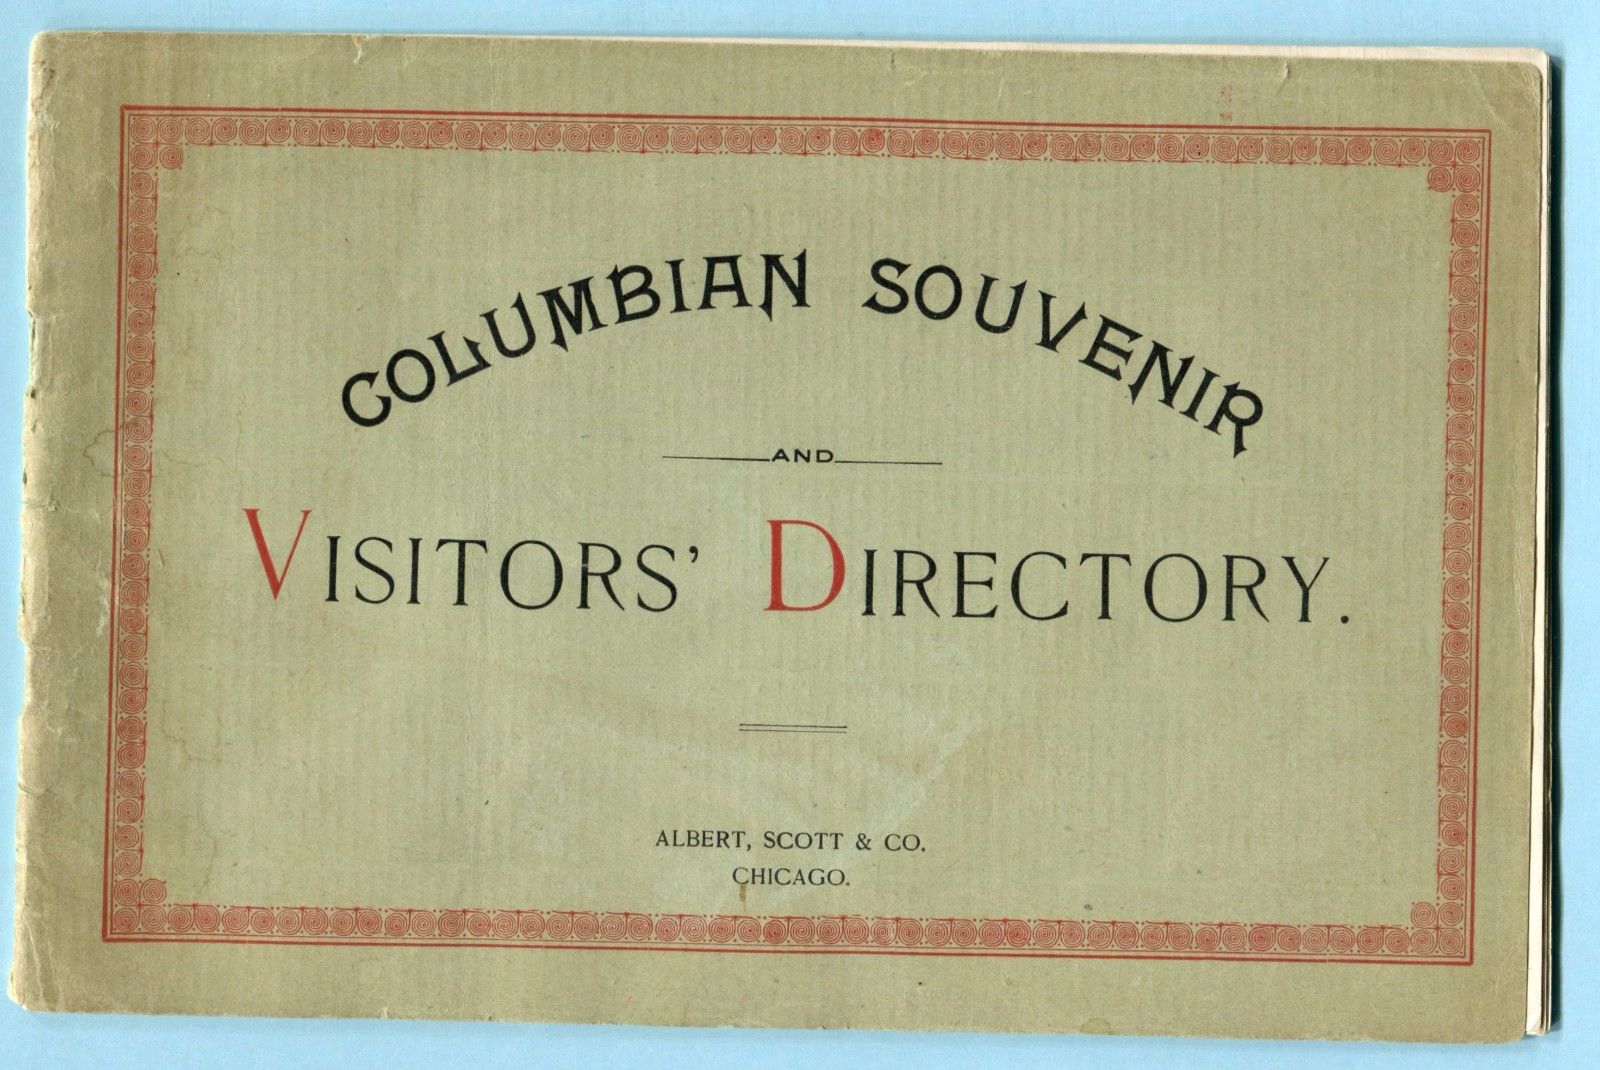 COLUMBIAN SOUVENIR
AND
VISITORS' DIRECTORY.
ALBERT, SCOTT & CO.
CHICAGO.